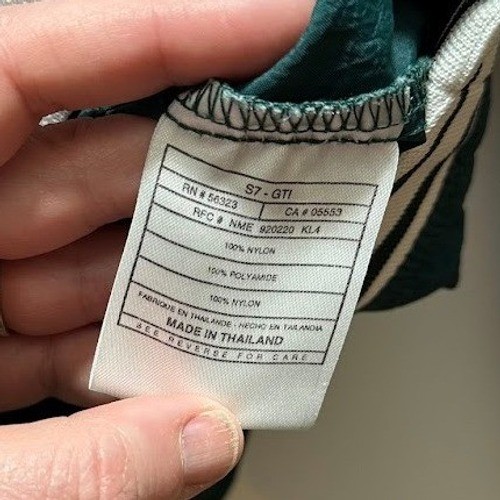 S7 - GTI
RN # 56323 CA # 05553
RFC # NME 920220 KL4
100% NYLON
100% POLYAMIDE
100% NYLON
FABRIQUE EN THAILANDE - HECHO EN TAILANDIA
MADE IN THAILAND
SEE REVERSE FOR CARE